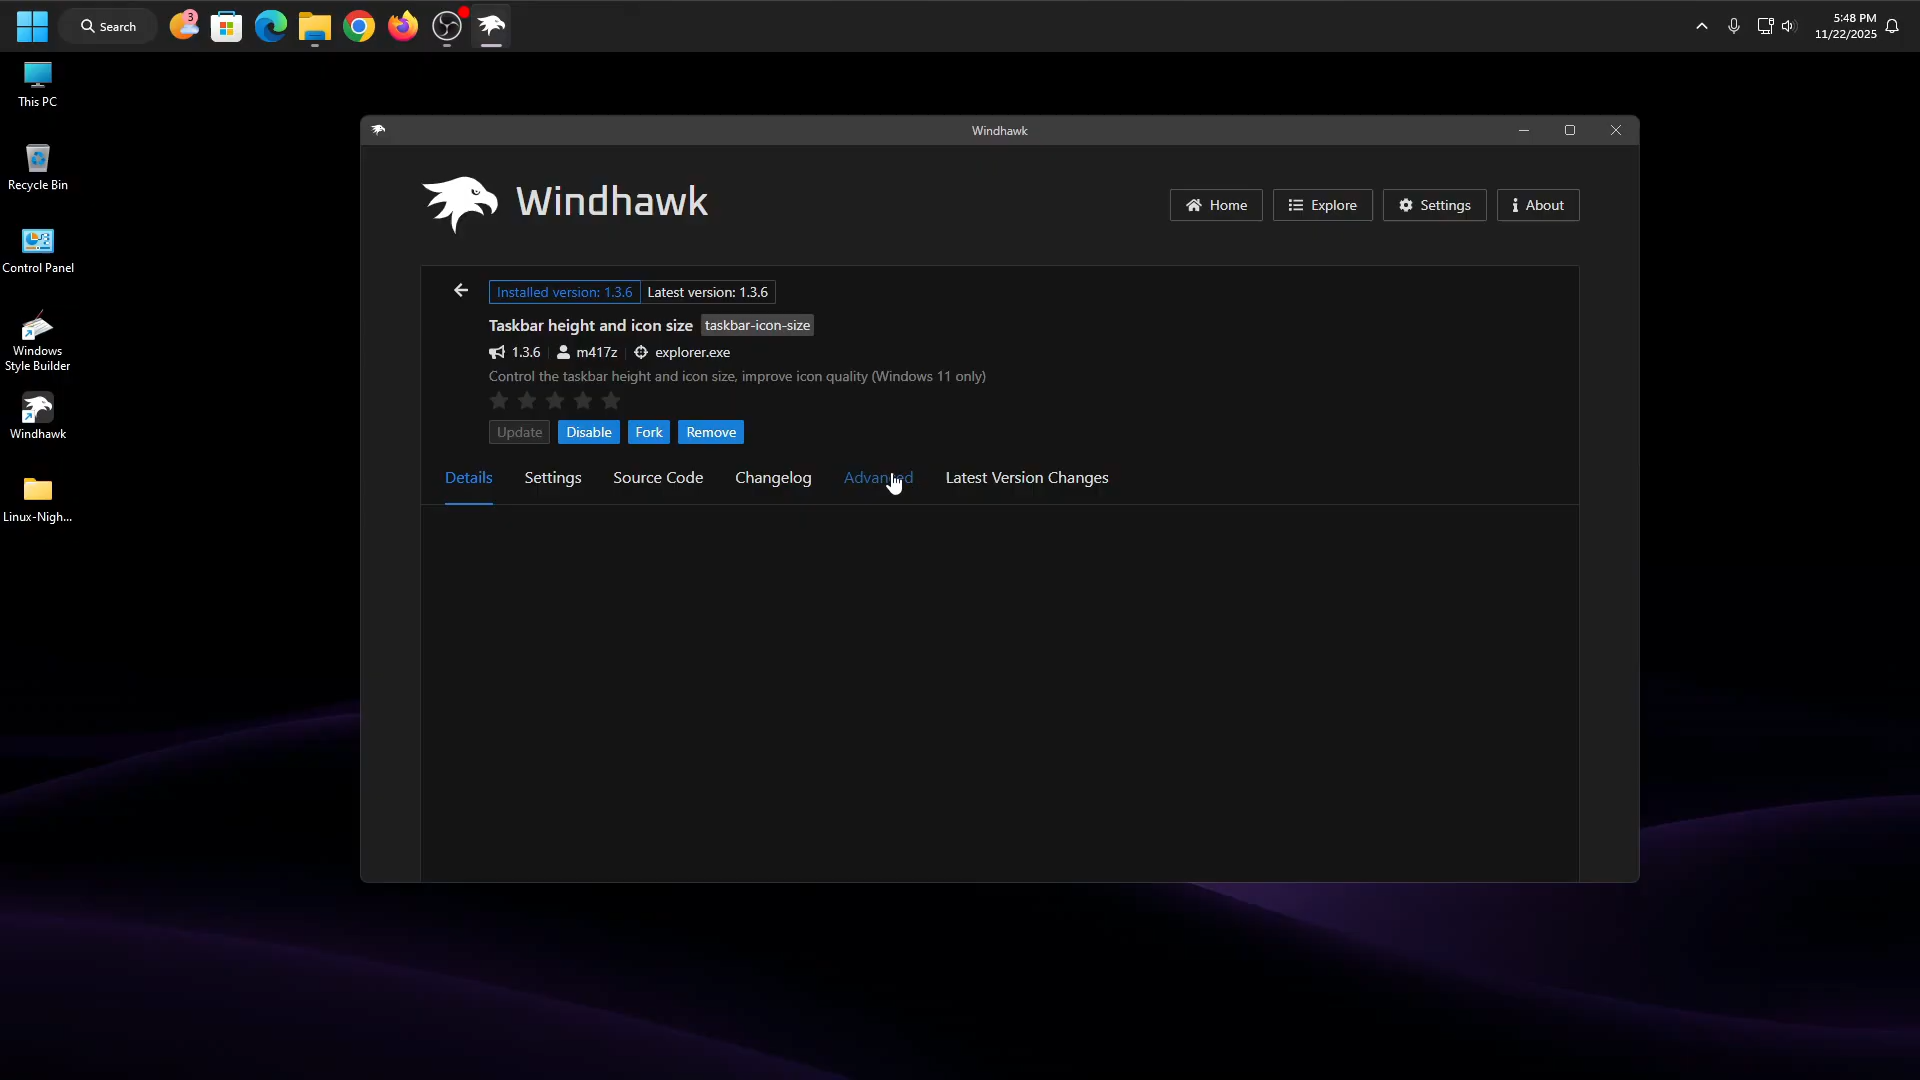 Search
3
5:48 PM
11/22/2025
This PC
Recycle Bin
Control Panel
Windows
Style Builder
Windhawk
Linux-Nigh...
Windhawk
Windhawk
Home
Explore
Settings
About
Installed version: 1.3.6
Latest version: 1.3.6
Taskbar height and icon size
taskbar-icon-size
1.3.6
m417z
explorer.exe
Control the taskbar height and icon size, improve icon quality (Windows 11 only)
Update
Disable
Fork
Remove
Details
Settings
Source Code
Changelog
Advanced
Latest Version Changes